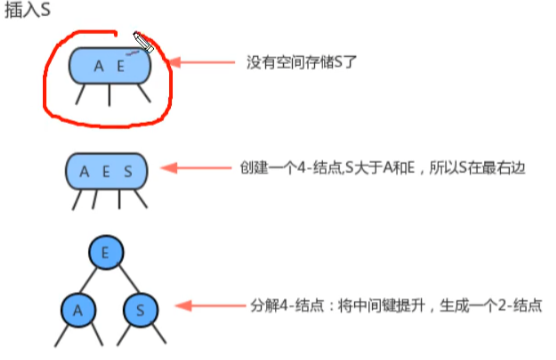 插入S
A E
没有空间存储S了
A E S
创建一个4-结点,S大于A和E，所以S在最右边
E
A S
分解4-结点：将中间键提升，生成一个2-结点